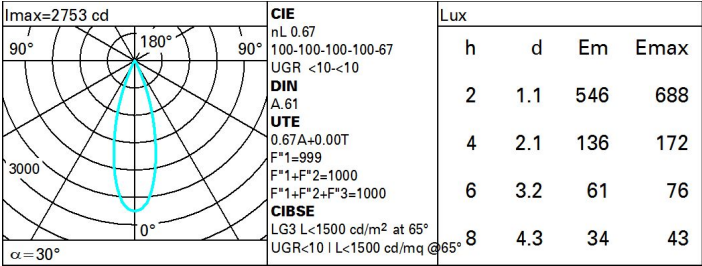 Imax=2753 cd
90°
180°
90°
3000
0°
α=30°
CIE
nL 0.67
100-100-100-100-67
UGR <10-<10
DIN
A.61
UTE
0.67A+0.00T
F"1=999
F"1+F"2=1000
F"1+F"2+F"3=1000
CIBSE
LG3 L<1500 cd/m² at 65°
UGR<10 | L<1500 cd/mq @65°
Lux
h d Em Emax
2 1.1 546 688
4 2.1 136 172
6 3.2 61 76
8 4.3 34 43